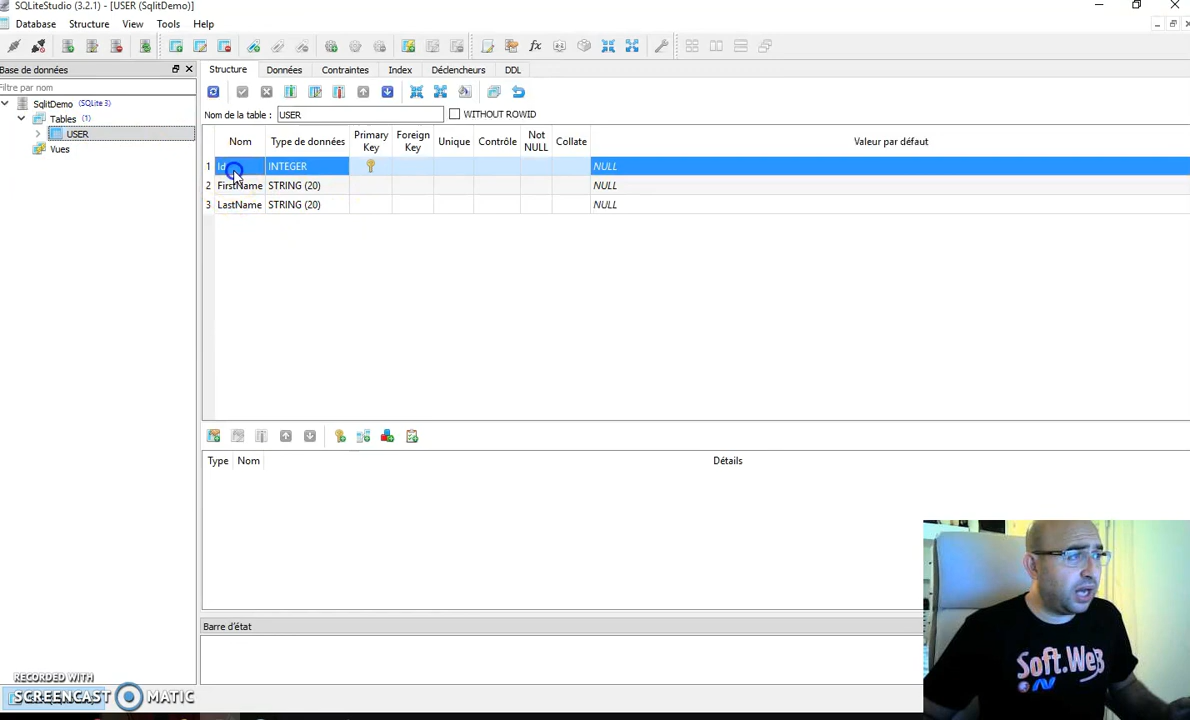 SQLiteStudio (3.2.1) - [USER (SqlitDemo)]
Database Structure View Tools Help
Base de données
Structure Données Contraintes Index Déclencheurs DDL
Filtre par nom
SqlitDemo (SQLite 3)
Tables (1)
USER
Vues
Nom de la table : USER WITHOUT ROWID
Nom Type de données Primary Key Foreign Key Unique Contrôle Not NULL Collate Valeur par défaut
1 Id INTEGER NULL
2 FirstName STRING (20) NULL
3 LastName STRING (20) NULL
Type Nom Détails
Barre d'état
RECORDED WITH
SCREENCAST MATIC
Soft.We3